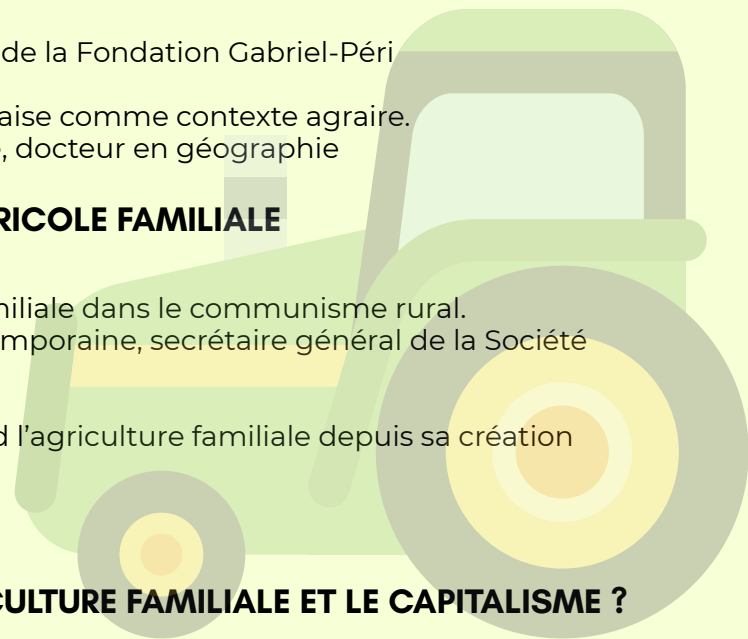 de la Fondation Gabriel-Péri
aise comme contexte agraire.
, docteur en géographie
RICOLE FAMILIALE
iliale dans le communisme rural.
mporaine, secrétaire général de la Société
l’agriculture familiale depuis sa création
CULTURE FAMILIALE ET LE CAPITALISME ?